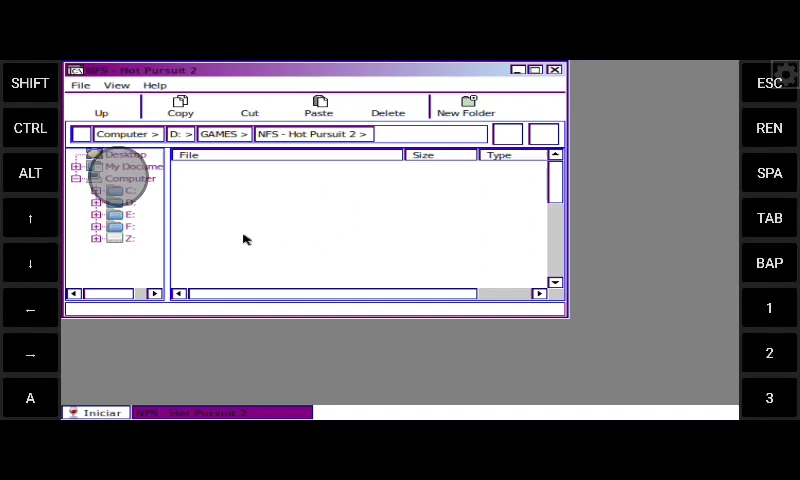 NFS - Hot Pursuit 2
File View Help
Up Copy Cut Paste Delete New Folder
Computer > D: > GAMES > NFS - Hot Pursuit 2 >
File Size Type
Desktop
My Docume
Computer
C:
D:
E:
F:
Z:
Iniciar NFS - Hot Pursuit 2
SHIFT
CTRL
ALT
↑
↓
←
→
A
ESC
REN
SPA
TAB
BAP
1
2
3